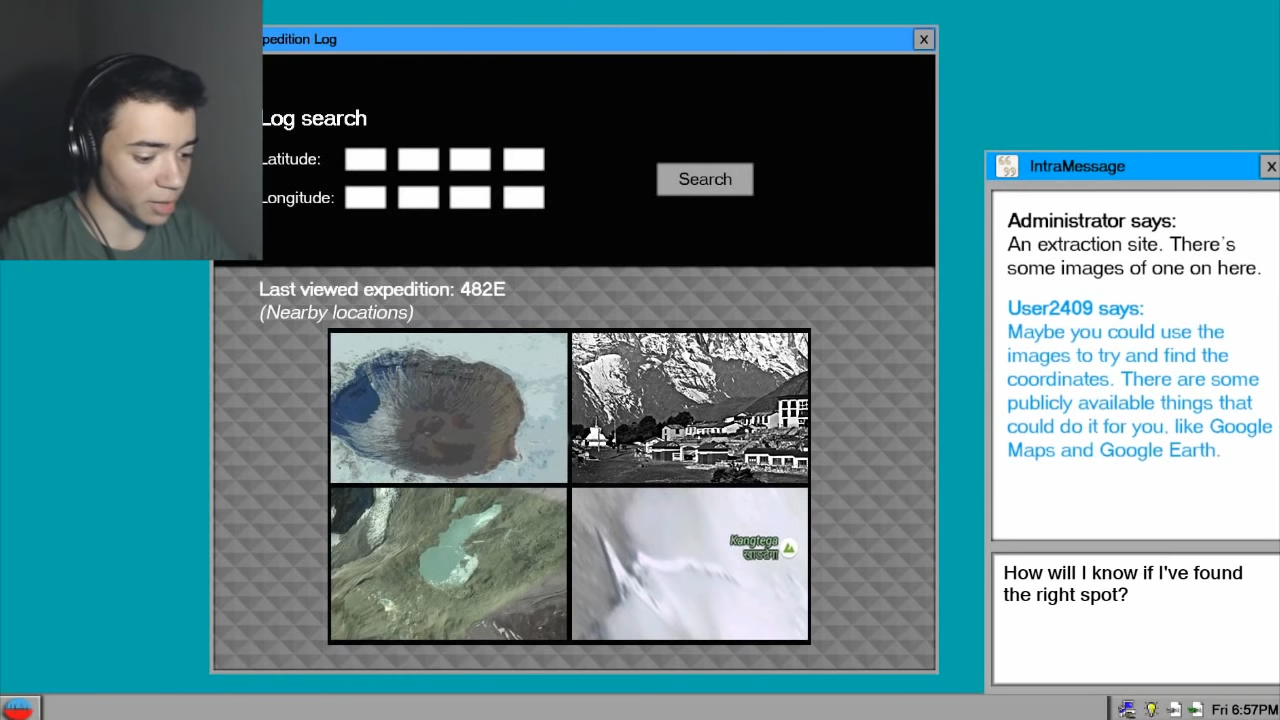 pedition Log
X
Log search
Latitude:
Longitude:
Search
Last viewed expedition: 482E
(Nearby locations)
Kangtega
IntraMessage
X
Administrator says:
An extraction site. There's
some images of one on here.
User2409 says:
Maybe you could use the
images to try and find the
coordinates. There are some
publicly available things that
could do it for you, like Google
Maps and Google Earth.
How will I know if I've found
the right spot?
Fri 6:57PM